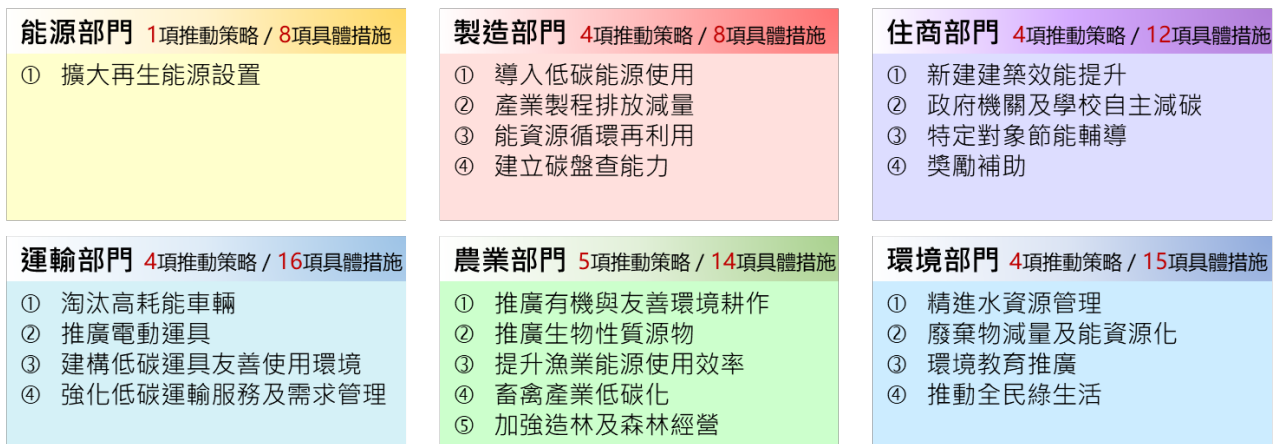 能源部門 1項推動策略 / 8項具體措施
① 擴大再生能源設置
製造部門 4項推動策略 / 8項具體措施
① 導入低碳能源使用
② 產業製程排放減量
③ 能資源循環再利用
④ 建立碳盤查能力
住商部門 4項推動策略 / 12項具體措施
① 新建建築效能提升
② 政府機關及學校自主減碳
③ 特定對象節能輔導
④ 獎勵補助
運輸部門 4項推動策略 / 16項具體措施
① 淘汰高耗能車輛
② 推廣電動運具
③ 建構低碳運具友善使用環境
④ 強化低碳運輸服務及需求管理
農業部門 5項推動策略 / 14項具體措施
① 推廣有機與友善環境耕作
② 推廣生物性質源物
③ 提升漁業能源使用效率
④ 畜禽產業低碳化
⑤ 加強造林及森林經營
環境部門 4項推動策略 / 15項具體措施
① 精進水資源管理
② 廢棄物減量及能資源化
③ 環境教育推廣
④ 推動全民綠生活